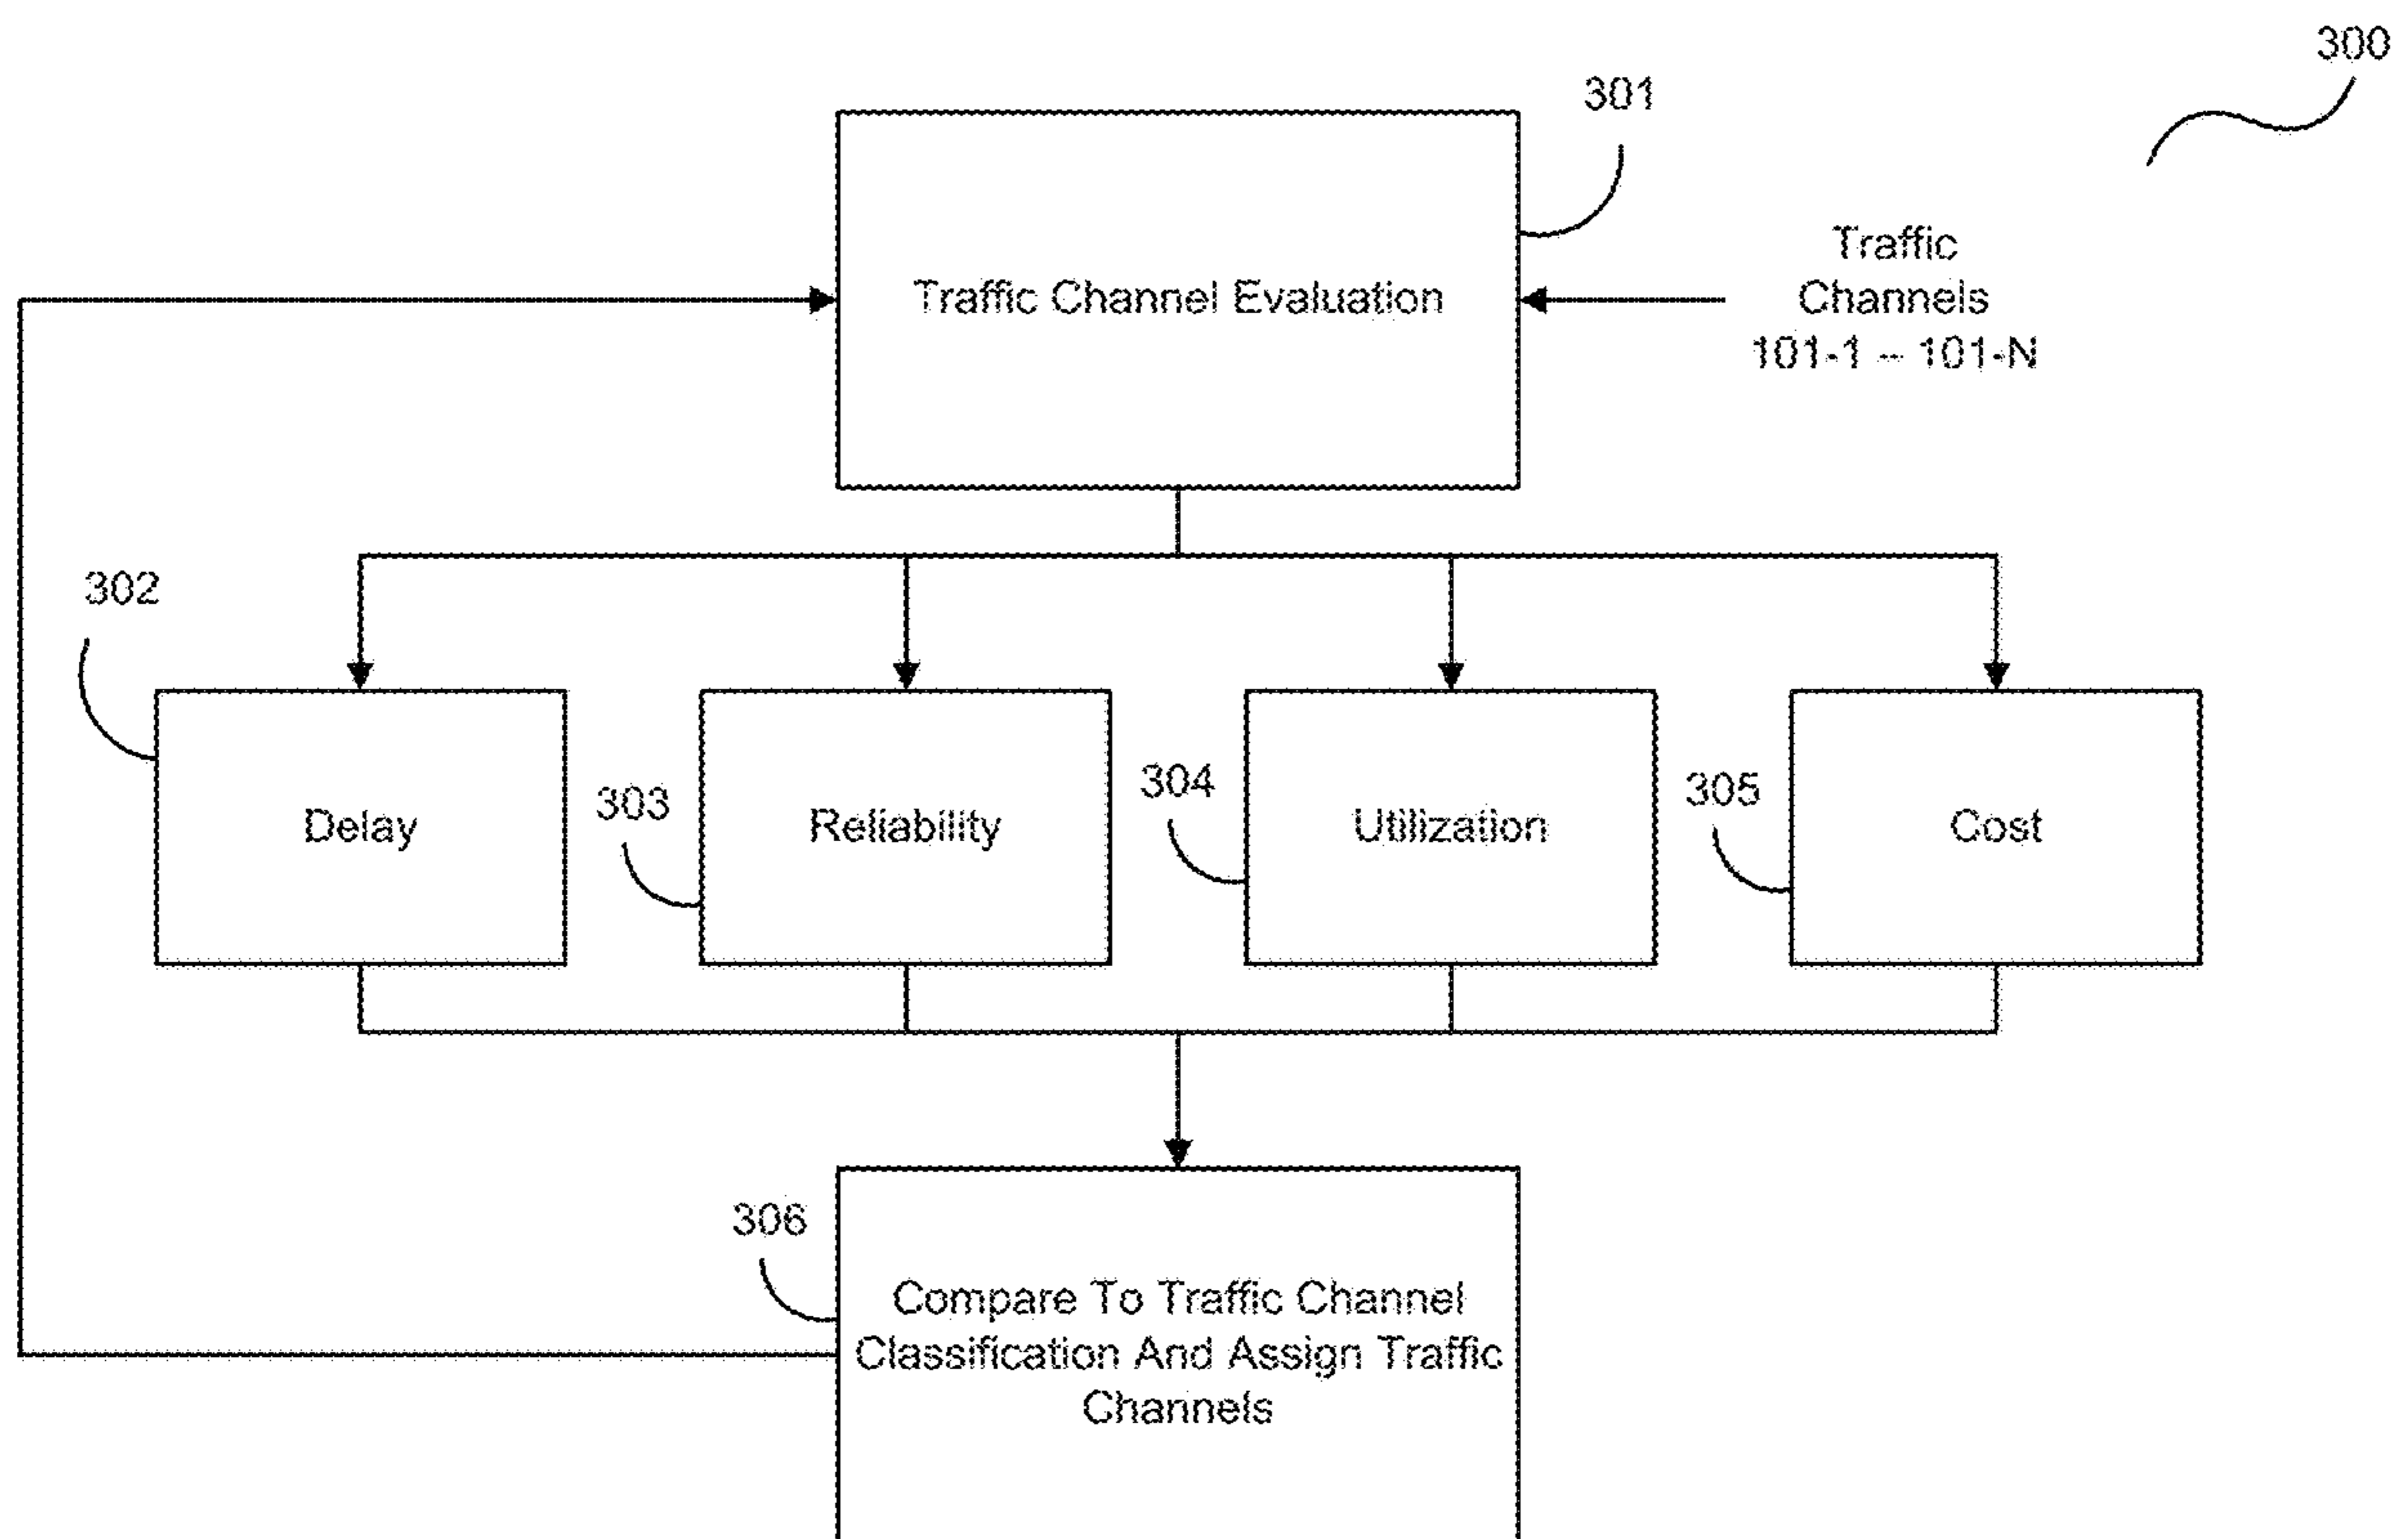 300
301
Traffic Channel Evaluation
Traffic
Channels
101-1 – 101-N
302
303
304
305
Delay
Reliability
Utilization
Cost
306
Compare To Traffic Channel
Classification And Assign Traffic
Channels